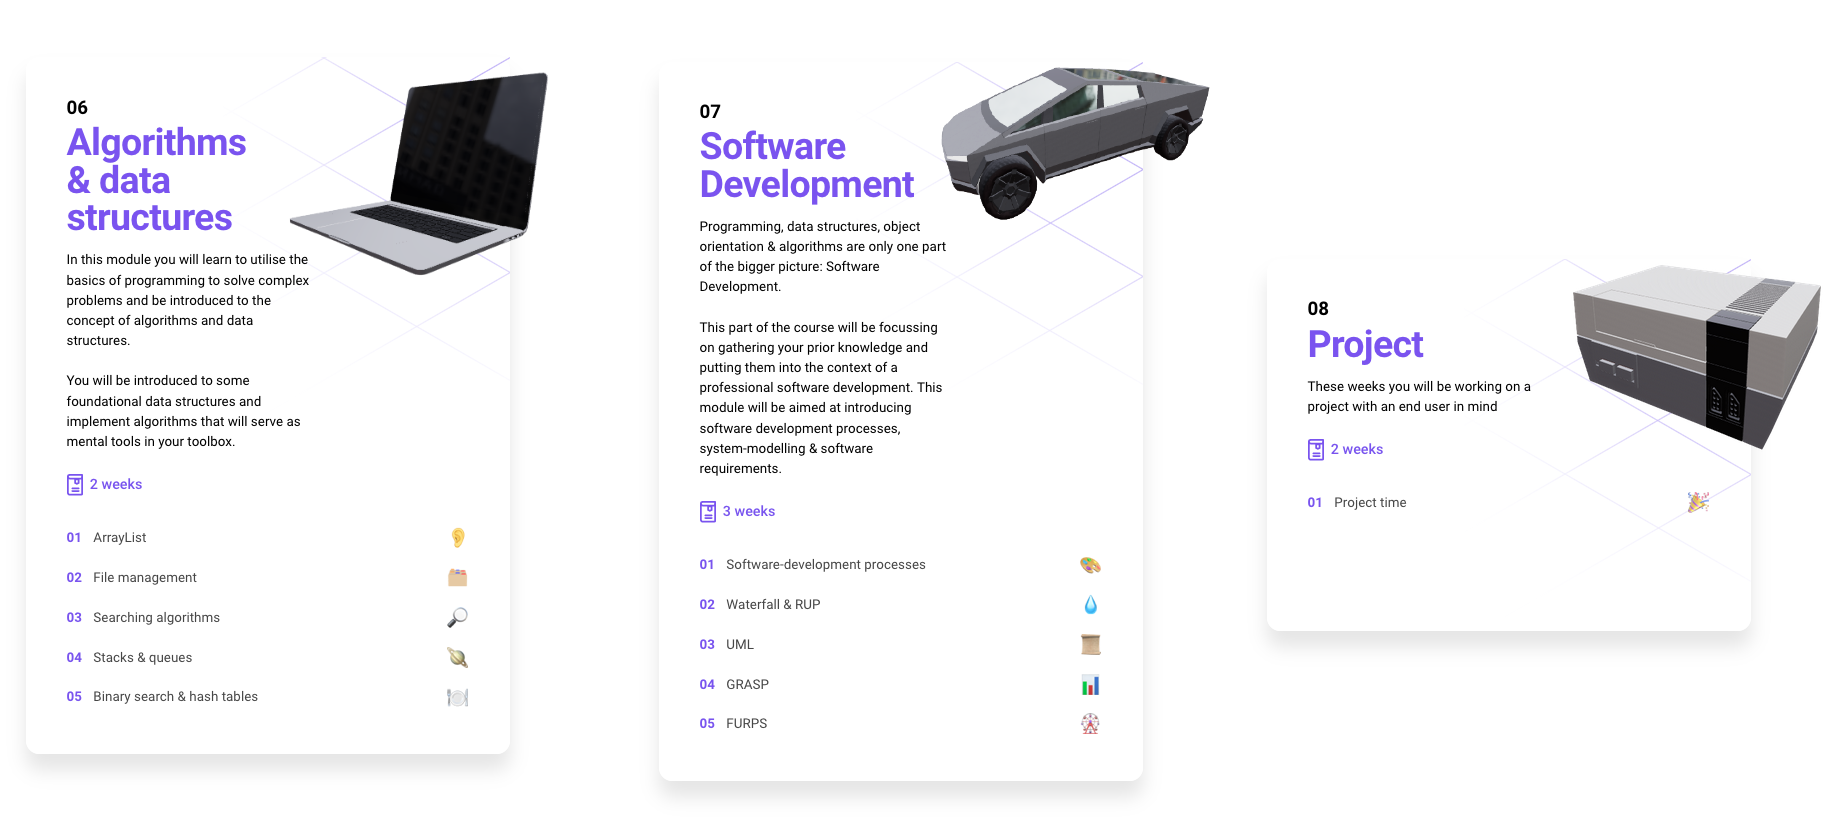 06
Algorithms
& data
structures
In this module you will learn to utilise the
basics of programming to solve complex
problems and be introduced to the
concept of algorithms and data
structures.
You will be introduced to some
foundational data structures and
implement algorithms that will serve as
mental tools in your toolbox.
2 weeks
01 ArrayList
02 File management
03 Searching algorithms
04 Stacks & queues
05 Binary search & hash tables
07
Software
Development
Programming, data structures, object
orientation & algorithms are only one part
of the bigger picture: Software
Development.
This part of the course will be focussing
on gathering your prior knowledge and
putting them into the context of a
professional software development. This
module will be aimed at introducing
software development processes,
system-modelling & software
requirements.
3 weeks
01 Software-development processes
02 Waterfall & RUP
03 UML
04 GRASP
05 FURPS
08
Project
These weeks you will be working on a
project with an end user in mind
2 weeks
01 Project time